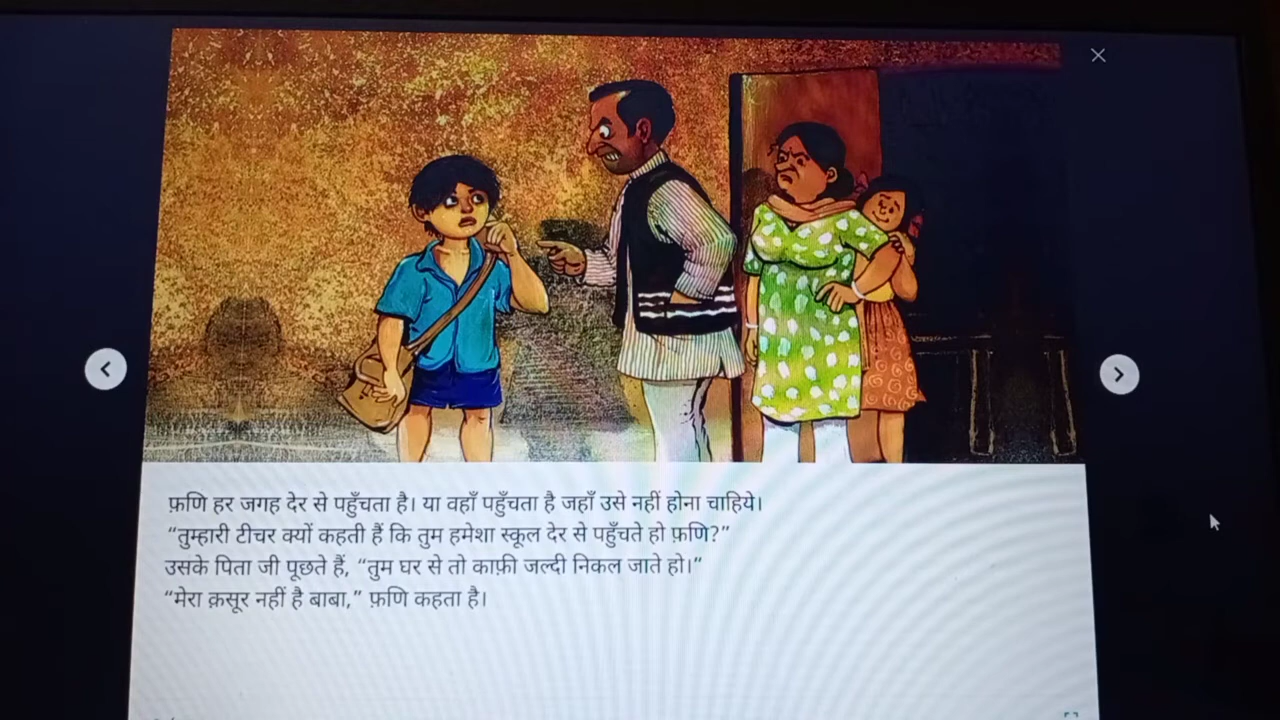 फ़णि हर जगह देर से पहुँचता है। या वहाँ पहुँचता है जहाँ उसे नहीं होना चाहिये।
“तुम्हारी टीचर क्यों कहती हैं कि तुम हमेशा स्कूल देर से पहुँचते हो फ़णि?”
उसके पिता जी पूछते हैं, “तुम घर से तो काफ़ी जल्दी निकल जाते हो।”
“मेरा क़सूर नहीं है बाबा,” फ़णि कहता है।